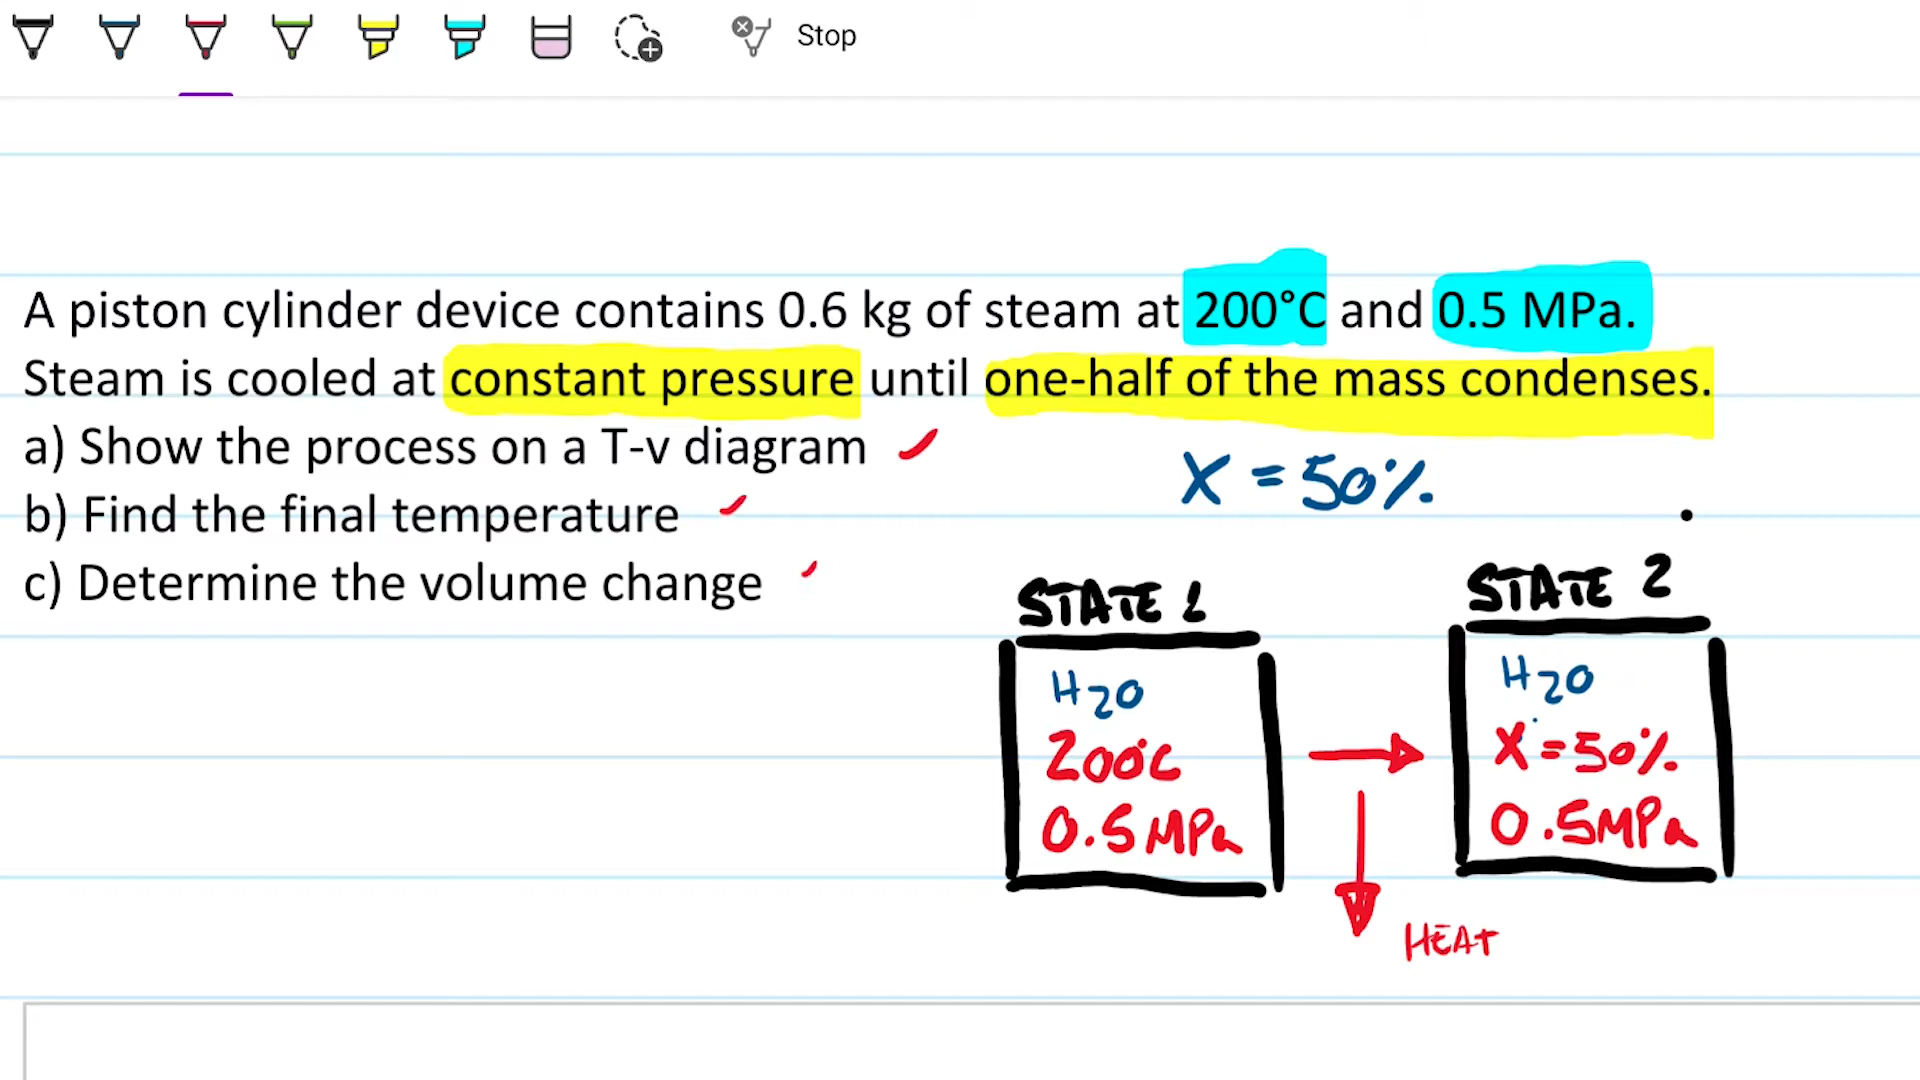 Stop
A piston cylinder device contains 0.6 kg of steam at 200°C and 0.5 MPa.
Steam is cooled at constant pressure until one-half of the mass condenses.
a) Show the process on a T-v diagram
b) Find the final temperature
c) Determine the volume change
X = 50%
STATE 1
H2O
200°C
0.5 MPa
STATE 2
H2O
X = 50%
0.5 MPa
HEAT